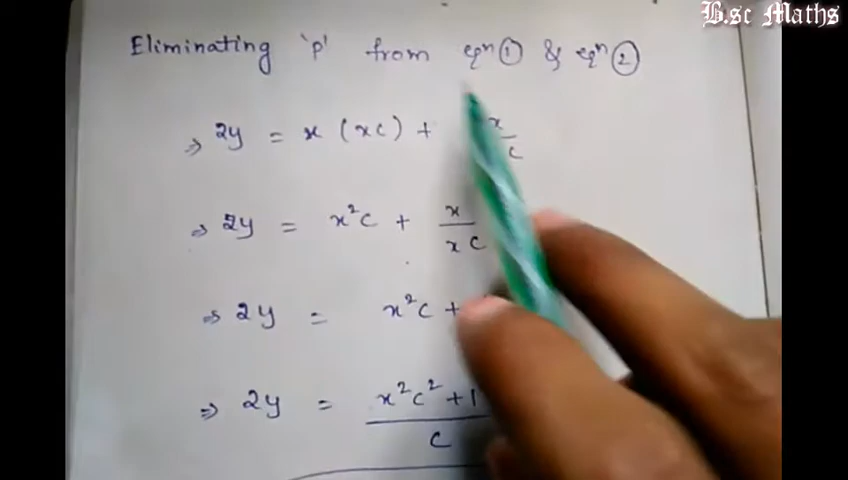 B.sc Maths
Eliminating 'p' from eqⁿ ① & eqⁿ ②
⇒ 2y = x (xc) + x/c
⇒ 2y = x²c + x/xc
⇒ 2y = x²c +
⇒ 2y = x²c² + 1/c